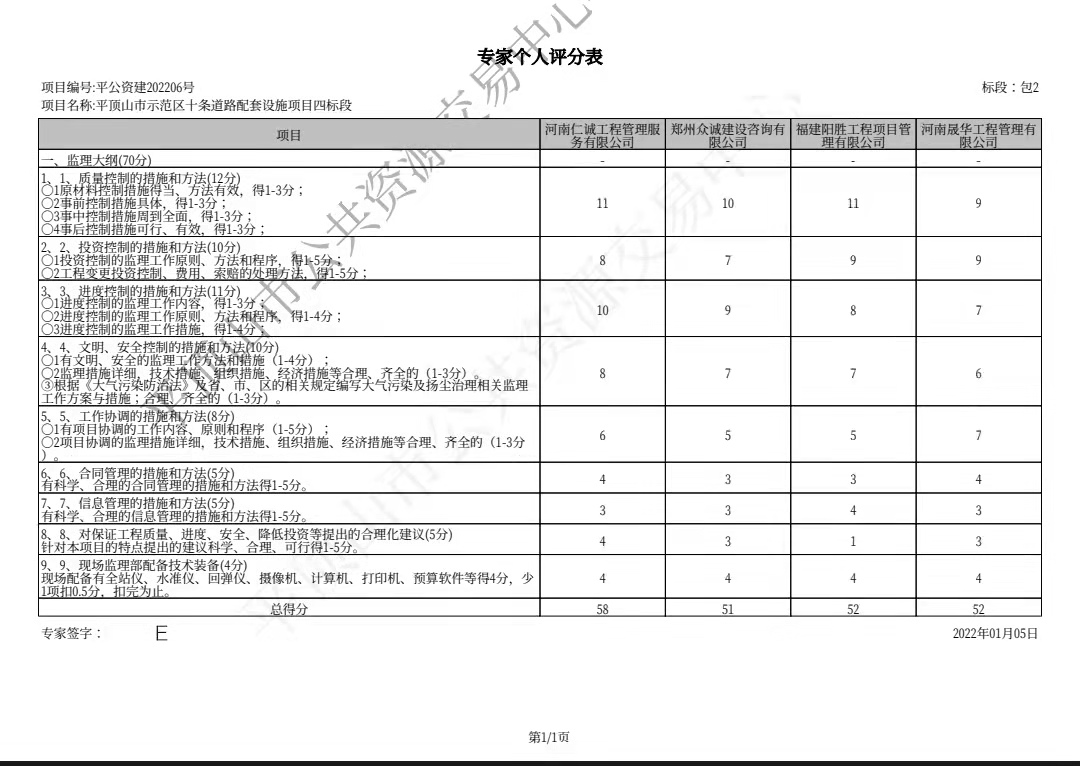 专家个人评分表
项目编号:平公资建202206号
标段：包2
项目名称:平顶山市示范区十条道路配套设施项目四标段
项目
河南仁诚工程管理服务有限公司
郑州众诚建设咨询有限公司
福建阳胜工程项目管理有限公司
河南晟华工程管理有限公司
一、监理大纲(70分)
-
-
-
-
1、1、质量控制的措施和方法(12分)
○1原材料控制措施得当、方法有效，得1-3分；
○2事前控制措施具体，得1-3分；
○3事中控制措施周到全面，得1-3分；
○4事后控制措施可行、有效，得1-3分；
11
10
11
9
2、2、投资控制的措施和方法(10分)
○1投资控制的监理工作原则、方法和程序，得1-5分；
○2工程变更投资控制、费用、索赔的处理方法，得1-5分；
8
7
9
9
3、3、进度控制的措施和方法(11分)
○1进度控制的监理工作内容，得1-3分；
○2进度控制的监理工作原则、方法和程序，得1-4分；
○3进度控制的监理工作措施，得1-4分；
10
9
8
7
4、4、文明、安全控制的措施和方法(10分)
○1有文明、安全的监理工作方法和措施（1-4分）；
○2监理措施详细，技术措施、组织措施、经济措施等合理、齐全的（1-3分）。
③根据《大气污染防治法》及省、市、区的相关规定编写大气污染及扬尘治理相关监理
工作方案与措施；合理、齐全的（1-3分）。
8
7
7
6
5、5、工作协调的措施和方法(8分)
○1有项目协调的工作内容、原则和程序（1-5分）；
○2项目协调的监理措施详细，技术措施、组织措施、经济措施等合理、齐全的（1-3分
）。
6
5
5
7
6、6、合同管理的措施和方法(5分)
有科学、合理的合同管理的措施和方法得1-5分。
4
3
3
4
7、7、信息管理的措施和方法(5分)
有科学、合理的信息管理的措施和方法得1-5分。
3
3
4
3
8、8、对保证工程质量、进度、安全、降低投资等提出的合理化建议(5分)
针对本项目的特点提出的建议科学、合理、可行得1-5分。
4
3
1
3
9、9、现场监理部配备技术装备(4分)
现场配备有全站仪、水准仪、回弹仪、摄像机、计算机、打印机、预算软件等得4分，少
1项扣0.5分，扣完为止。
4
4
4
4
总得分
58
51
52
52
专家签字：
E
2022年01月05日
第1/1页
平顶山市公共资源交易中心
平顶山市公共资源交易中心